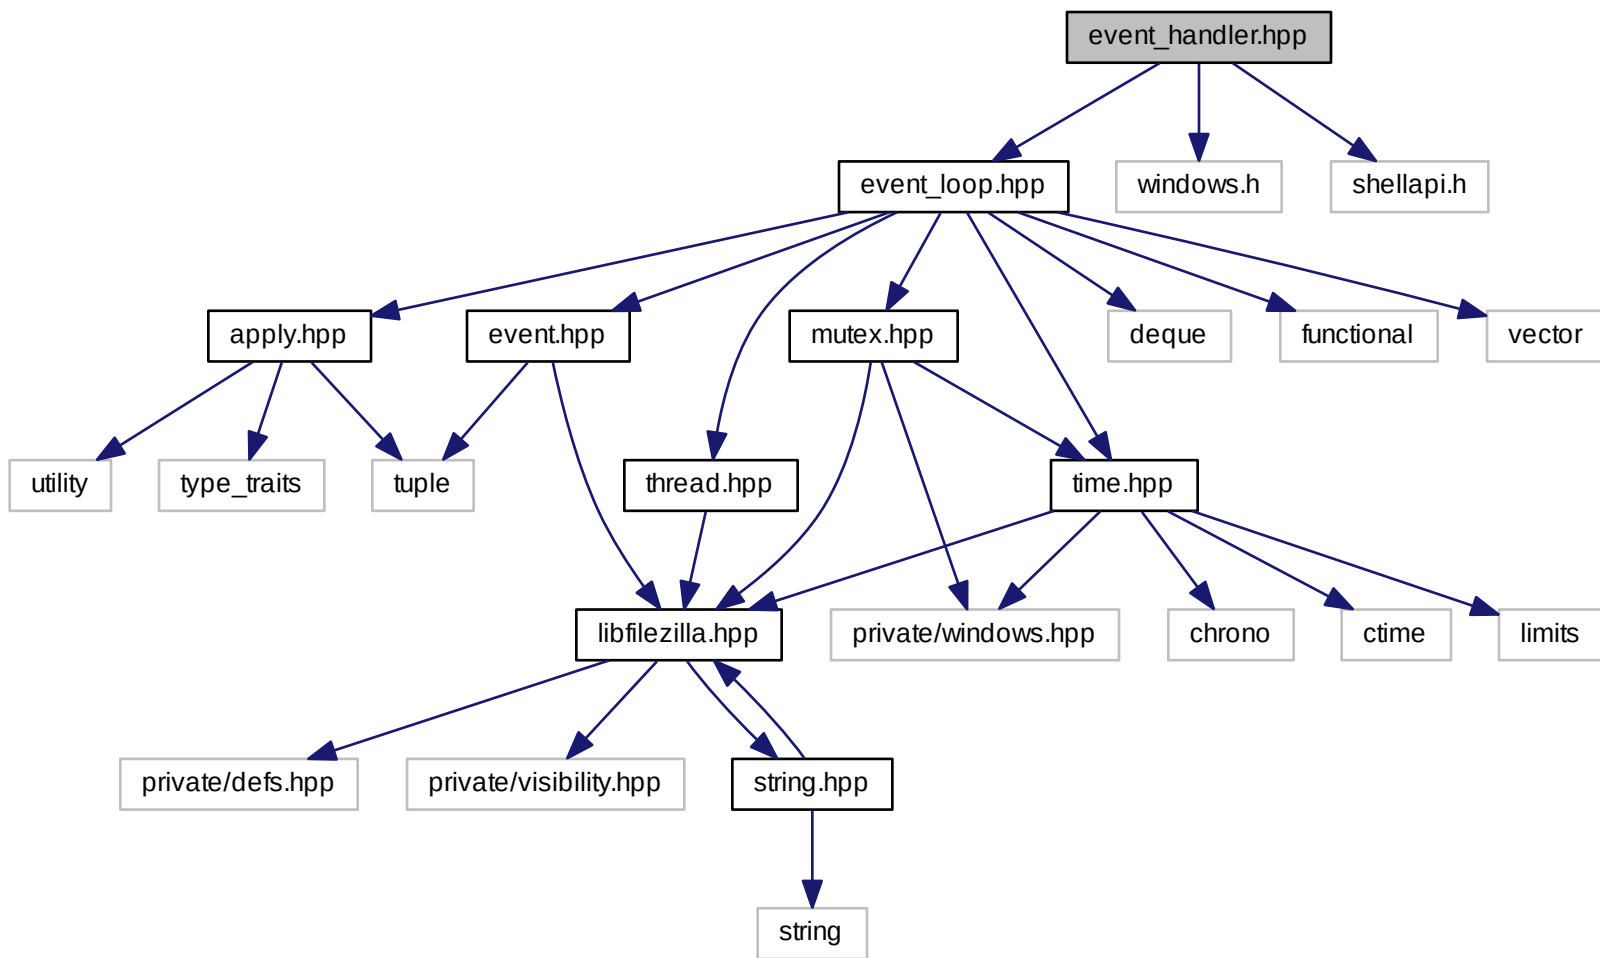 event_handler.hpp
event_loop.hpp
windows.h
shellapi.h
apply.hpp
event.hpp
mutex.hpp
deque
functional
vector
utility
type_traits
tuple
thread.hpp
time.hpp
libfilezilla.hpp
private/windows.hpp
chrono
ctime
limits
private/defs.hpp
private/visibility.hpp
string.hpp
string